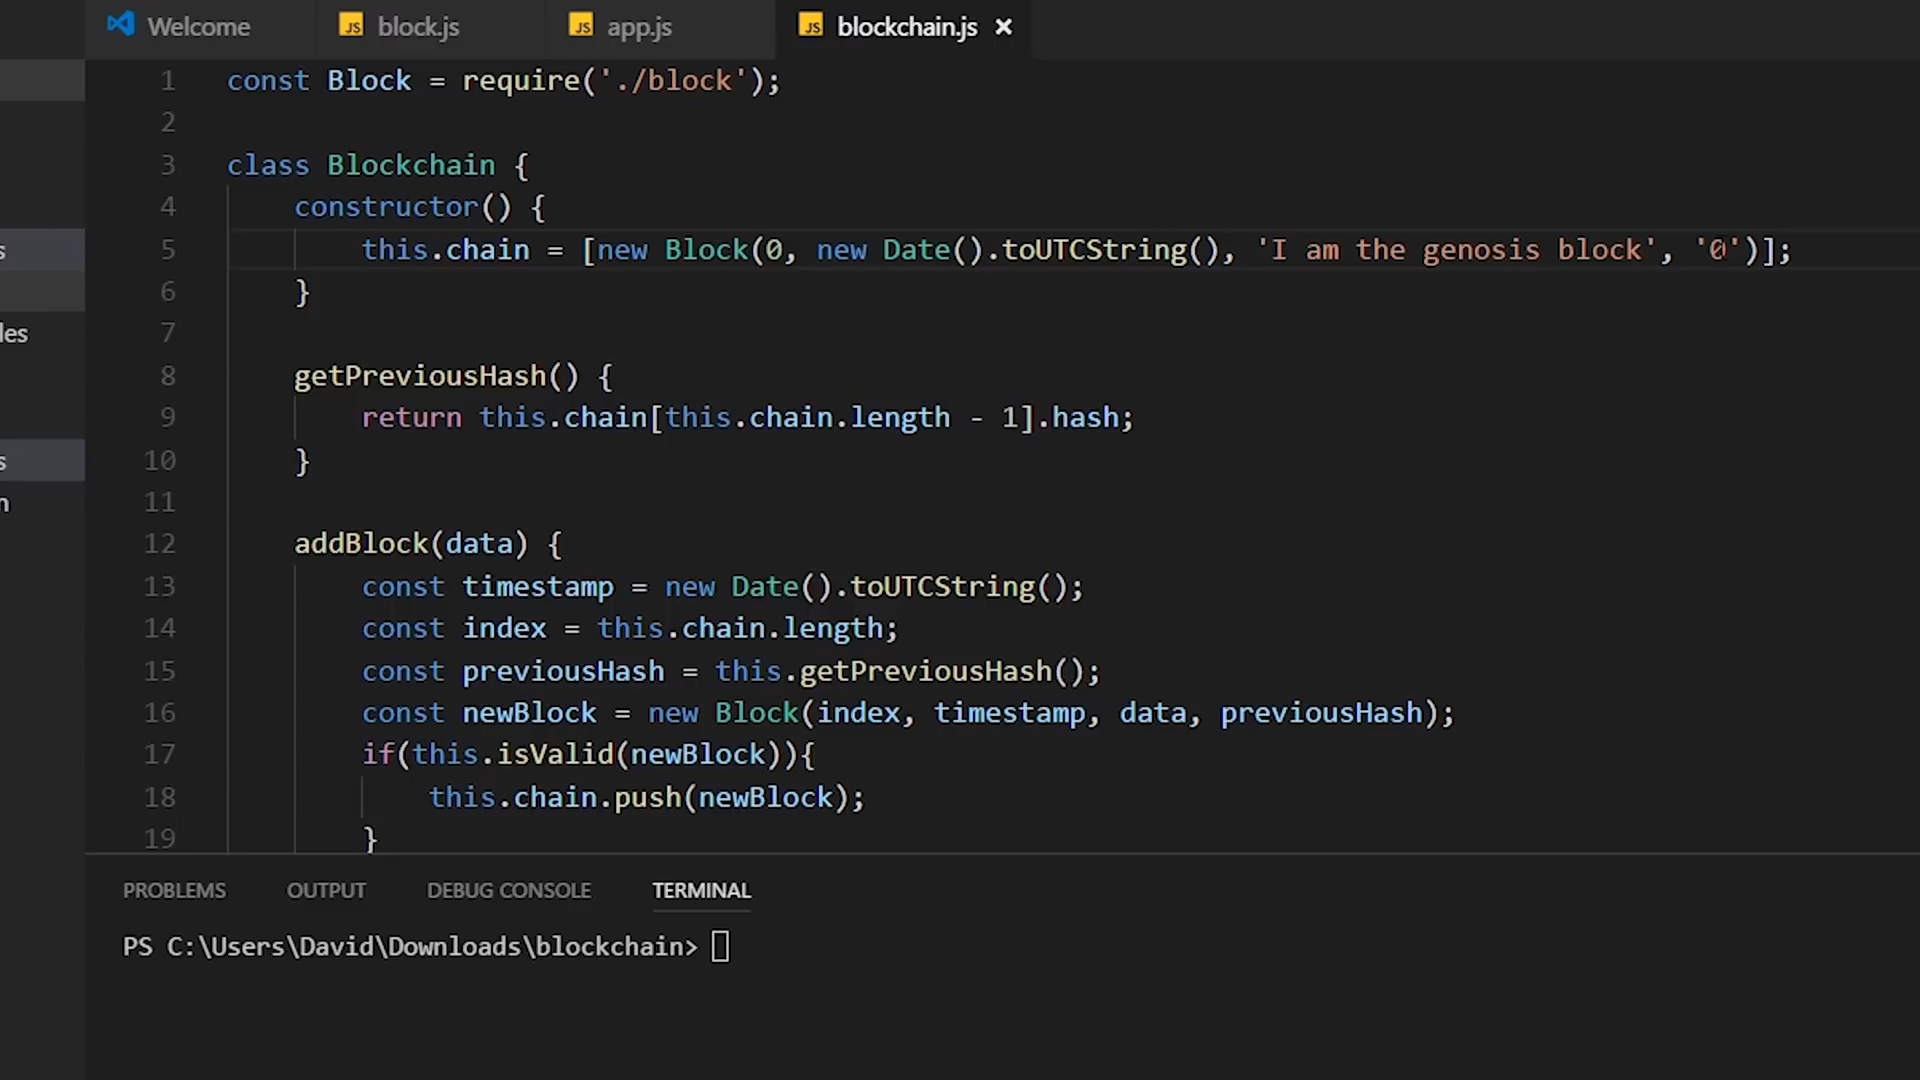 Welcome
JS block.js
JS app.js
JS blockchain.js ×
s
les
s
n
1 const Block = require('./block');
2
3 class Blockchain {
4 constructor() {
5 this.chain = [new Block(0, new Date().toUTCString(), 'I am the genosis block', '0')];
6 }
7
8 getPreviousHash() {
9 return this.chain[this.chain.length - 1].hash;
10 }
11
12 addBlock(data) {
13 const timestamp = new Date().toUTCString();
14 const index = this.chain.length;
15 const previousHash = this.getPreviousHash();
16 const newBlock = new Block(index, timestamp, data, previousHash);
17 if(this.isValid(newBlock)){
18 this.chain.push(newBlock);
19 }
PROBLEMS OUTPUT DEBUG CONSOLE TERMINAL
PS C:\Users\David\Downloads\blockchain>